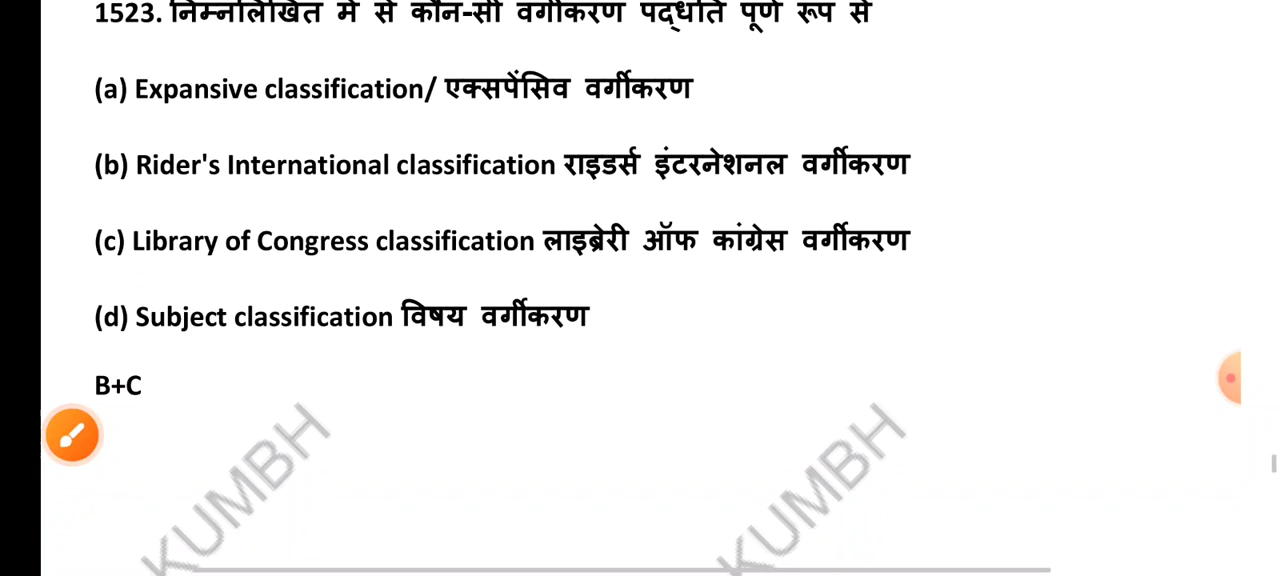 1523. निम्नलिखित में से कौन-सी वर्गीकरण पद्धति पूर्ण रूप से
(a) Expansive classification/ एक्सपेंसिव वर्गीकरण
(b) Rider's International classification राइडर्स इंटरनेशनल वर्गीकरण
(c) Library of Congress classification लाइब्रेरी ऑफ कांग्रेस वर्गीकरण
(d) Subject classification विषय वर्गीकरण
B+C
KUMBH KUMBH